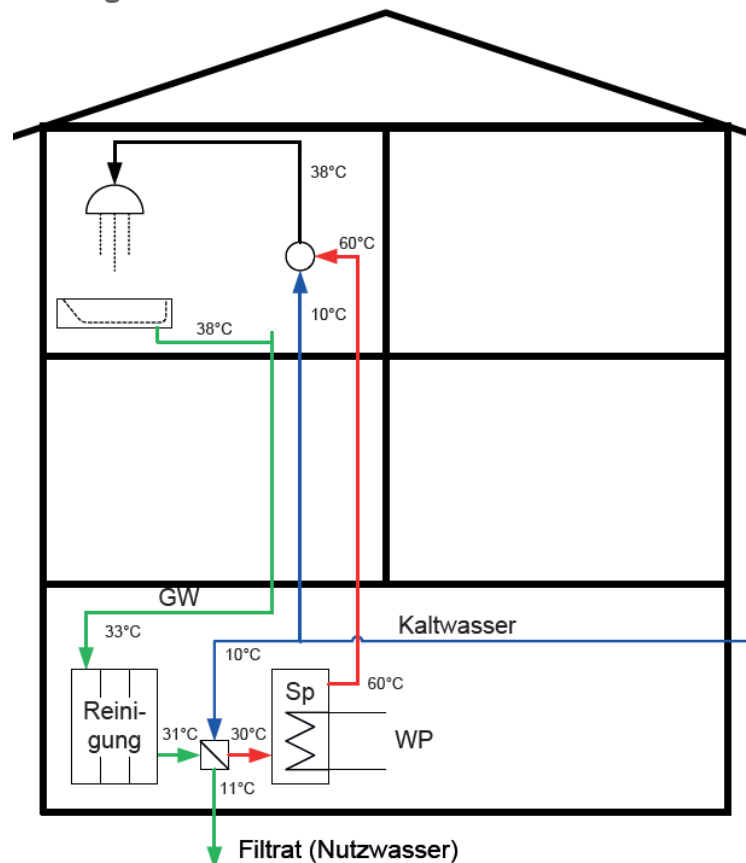 38°C
60°C
10°C
38°C
GW
Kaltwasser
33°C
10°C
Sp
60°C
Reini-
gung
31°C
30°C
WP
11°C
Filtrat (Nutzwasser)